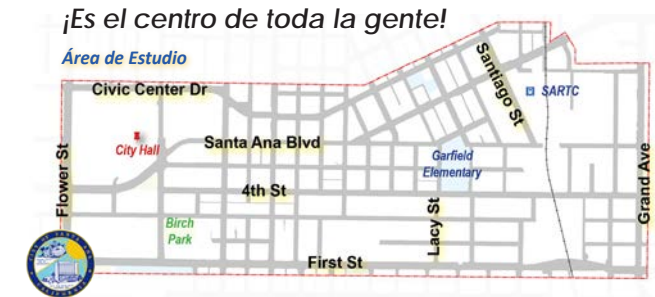 ¡Es el centro de toda la gente!
Área de Estudio
Civic Center Dr
Santiago St
SARTC
City Hall
Santa Ana Blvd
Garfield
Elementary
Flower St
4th St
Lacy St
Grand Ave
Birch
Park
First St